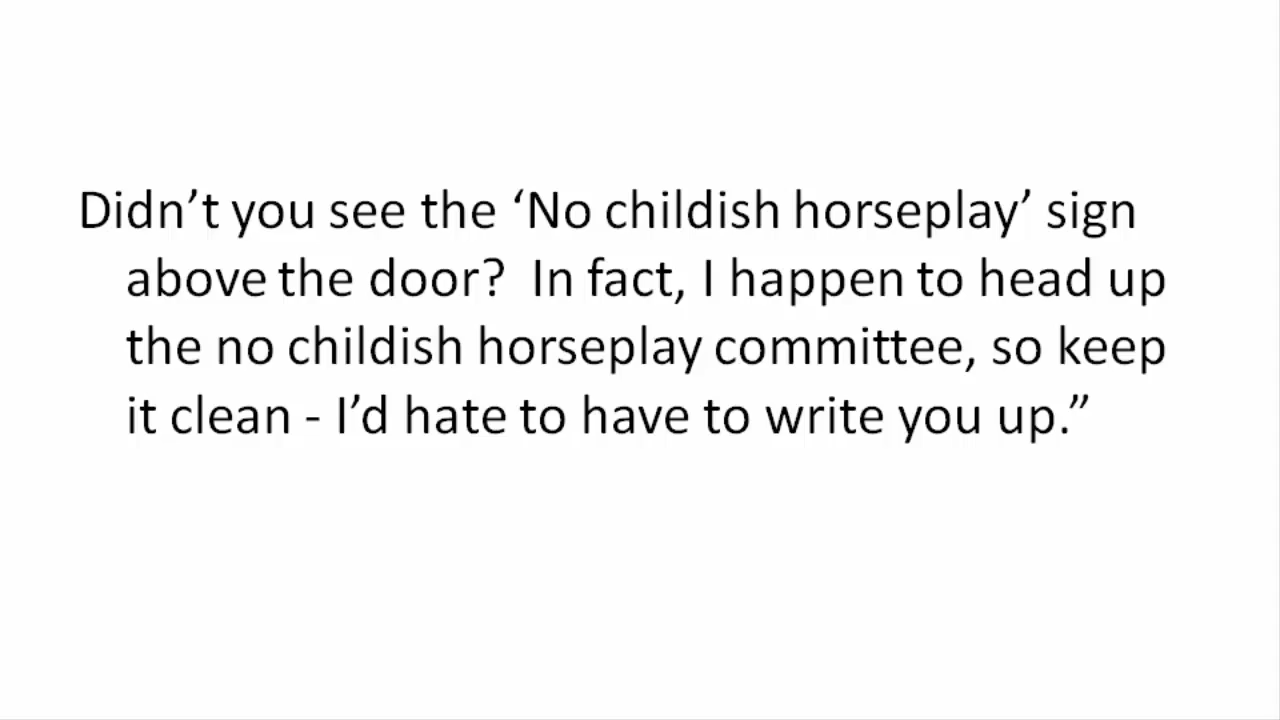 Didn’t you see the ‘No childish horseplay’ sign
above the door?  In fact, I happen to head up
the no childish horseplay committee, so keep
it clean - I’d hate to have to write you up.”